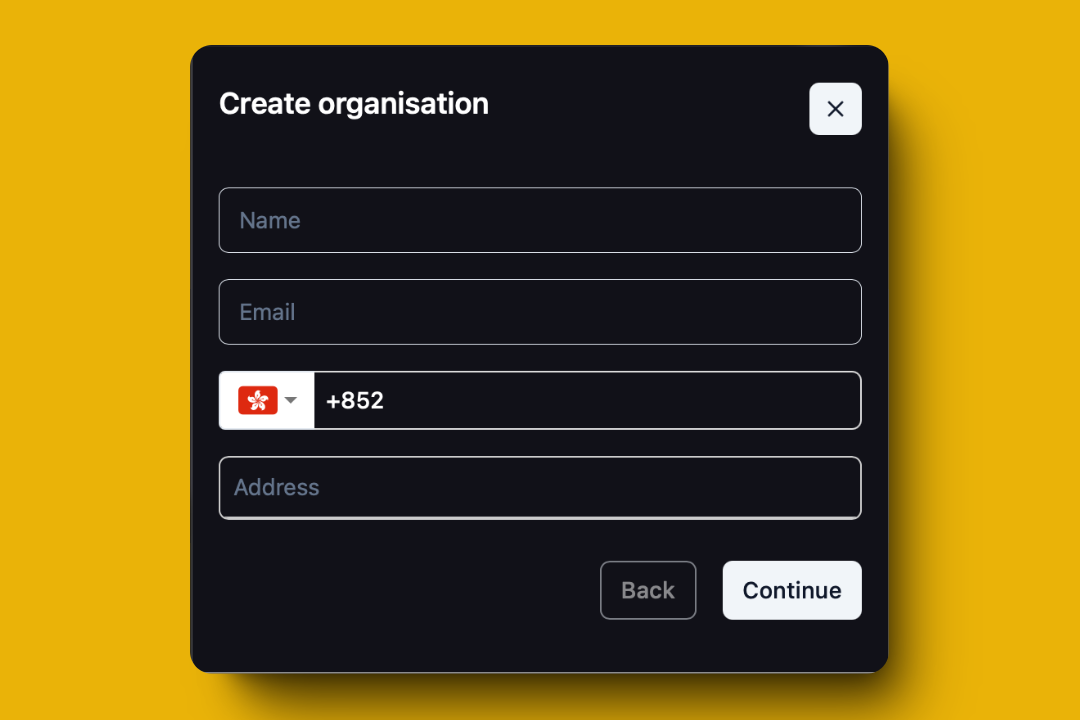 Create organisation
Name
Email
+852
Address
Back
Continue